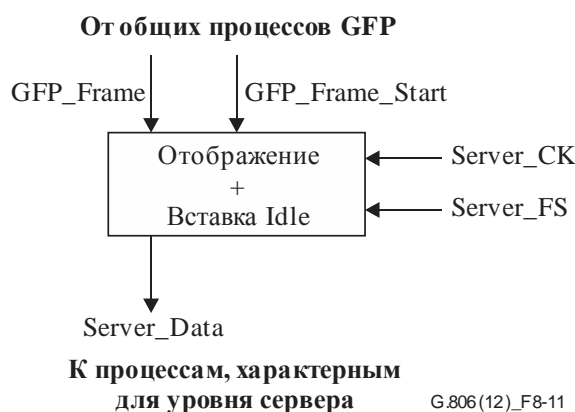 От общих процессов GFP
GFP_Frame
GFP_Frame_Start
Отображение
+
Вставка Idle
Server_CK
Server_FS
Server_Data
К процессам, характерным
для уровня сервера
G.806(12)_F8-11